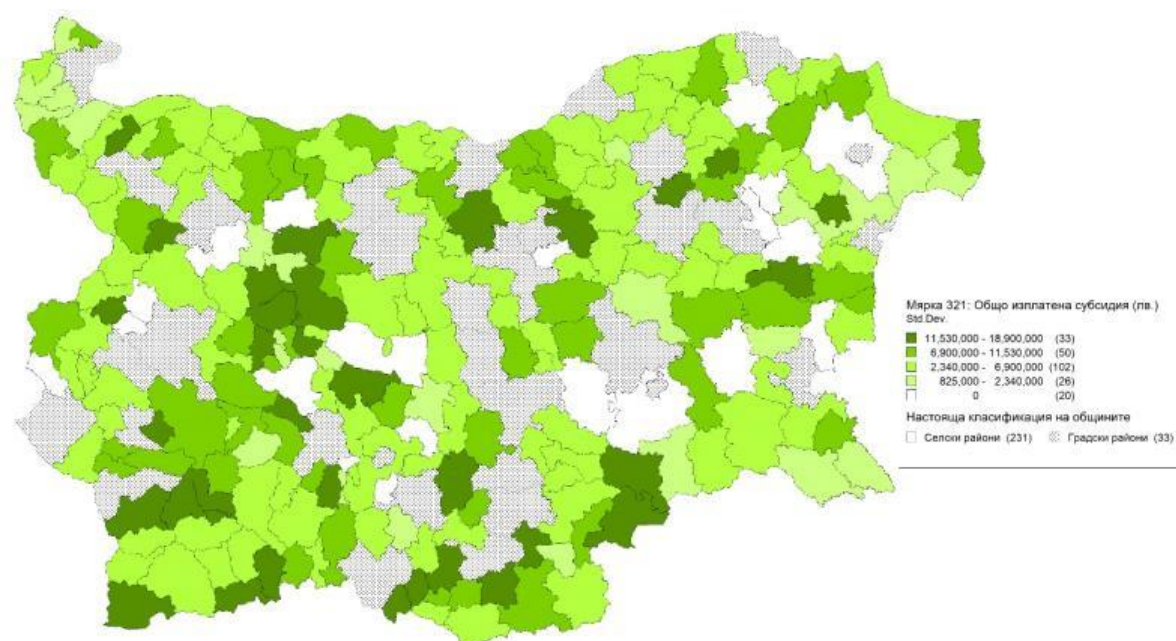 Мярка 321: Общо изплатена субсидия (лв.)
Std.Dev.
11,530,000 - 18,900,000 (33)
6,900,000 - 11,530,000 (50)
2,340,000 - 6,900,000 (102)
825,000 - 2,340,000 (26)
0 (20)
Настояща класификация на общините
Селски райони (231) Градски райони (33)